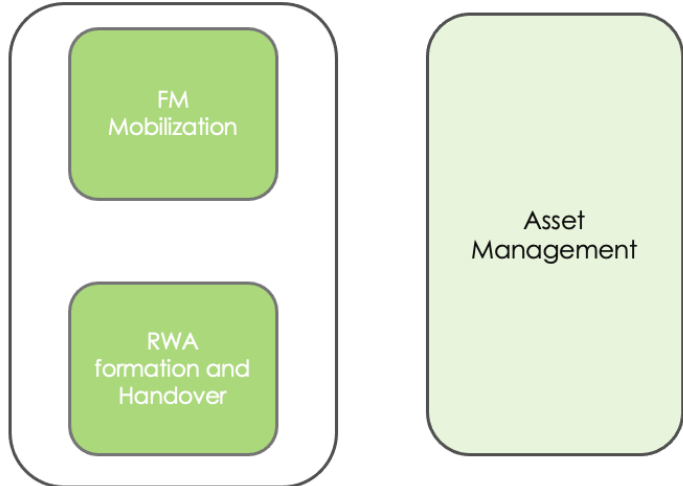 FM
Mobilization
RWA
formation and
Handover
Asset
Management